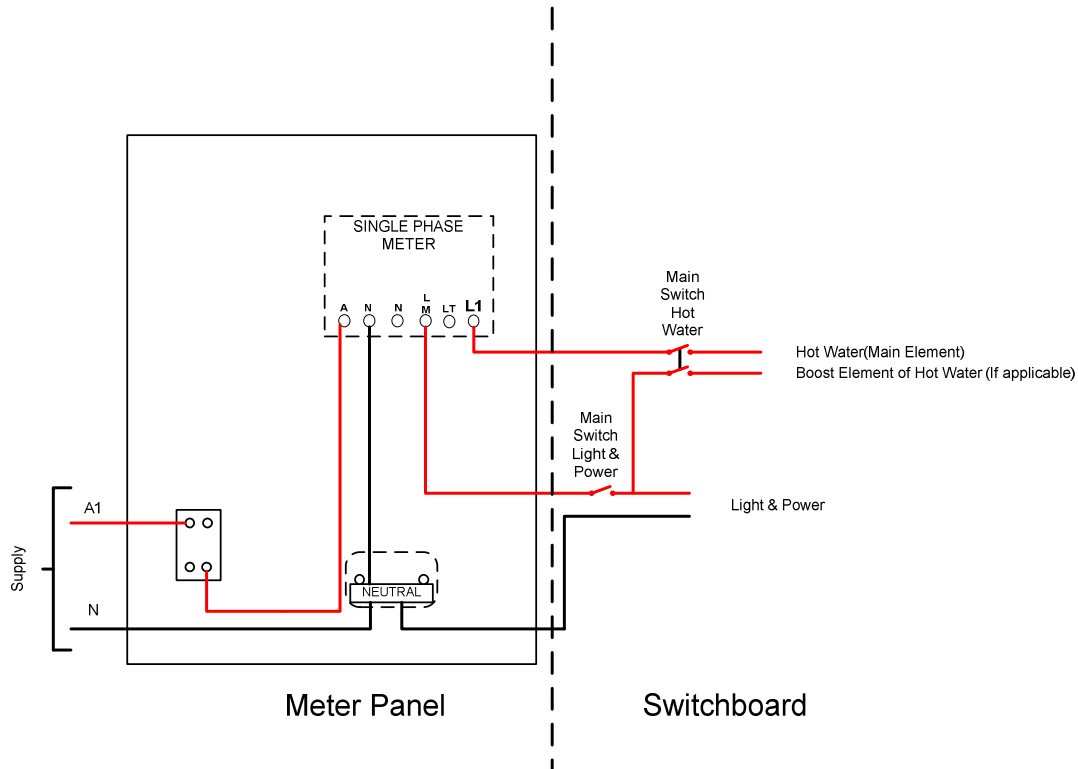 SINGLE PHASE
METER
A N N L
M LT L1
Main
Switch
Hot
Water
Hot Water(Main Element)
Boost Element of Hot Water (If applicable)
Main
Switch
Light &
Power
Light & Power
A1
Supply
N
NEUTRAL
Meter Panel
Switchboard